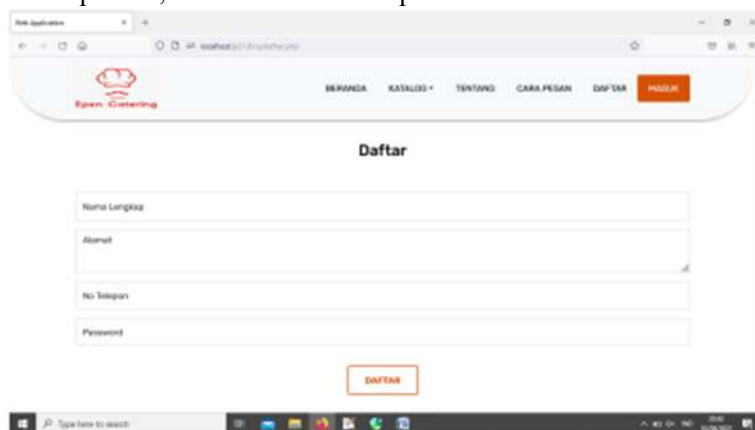 Epen Catering
BERANDA KATALOG TENTANG CARA PESAN DAFTAR MASUK
Daftar
Nama Lengkap
Alamat
No Telepon
Password
DAFTAR
Type here to search